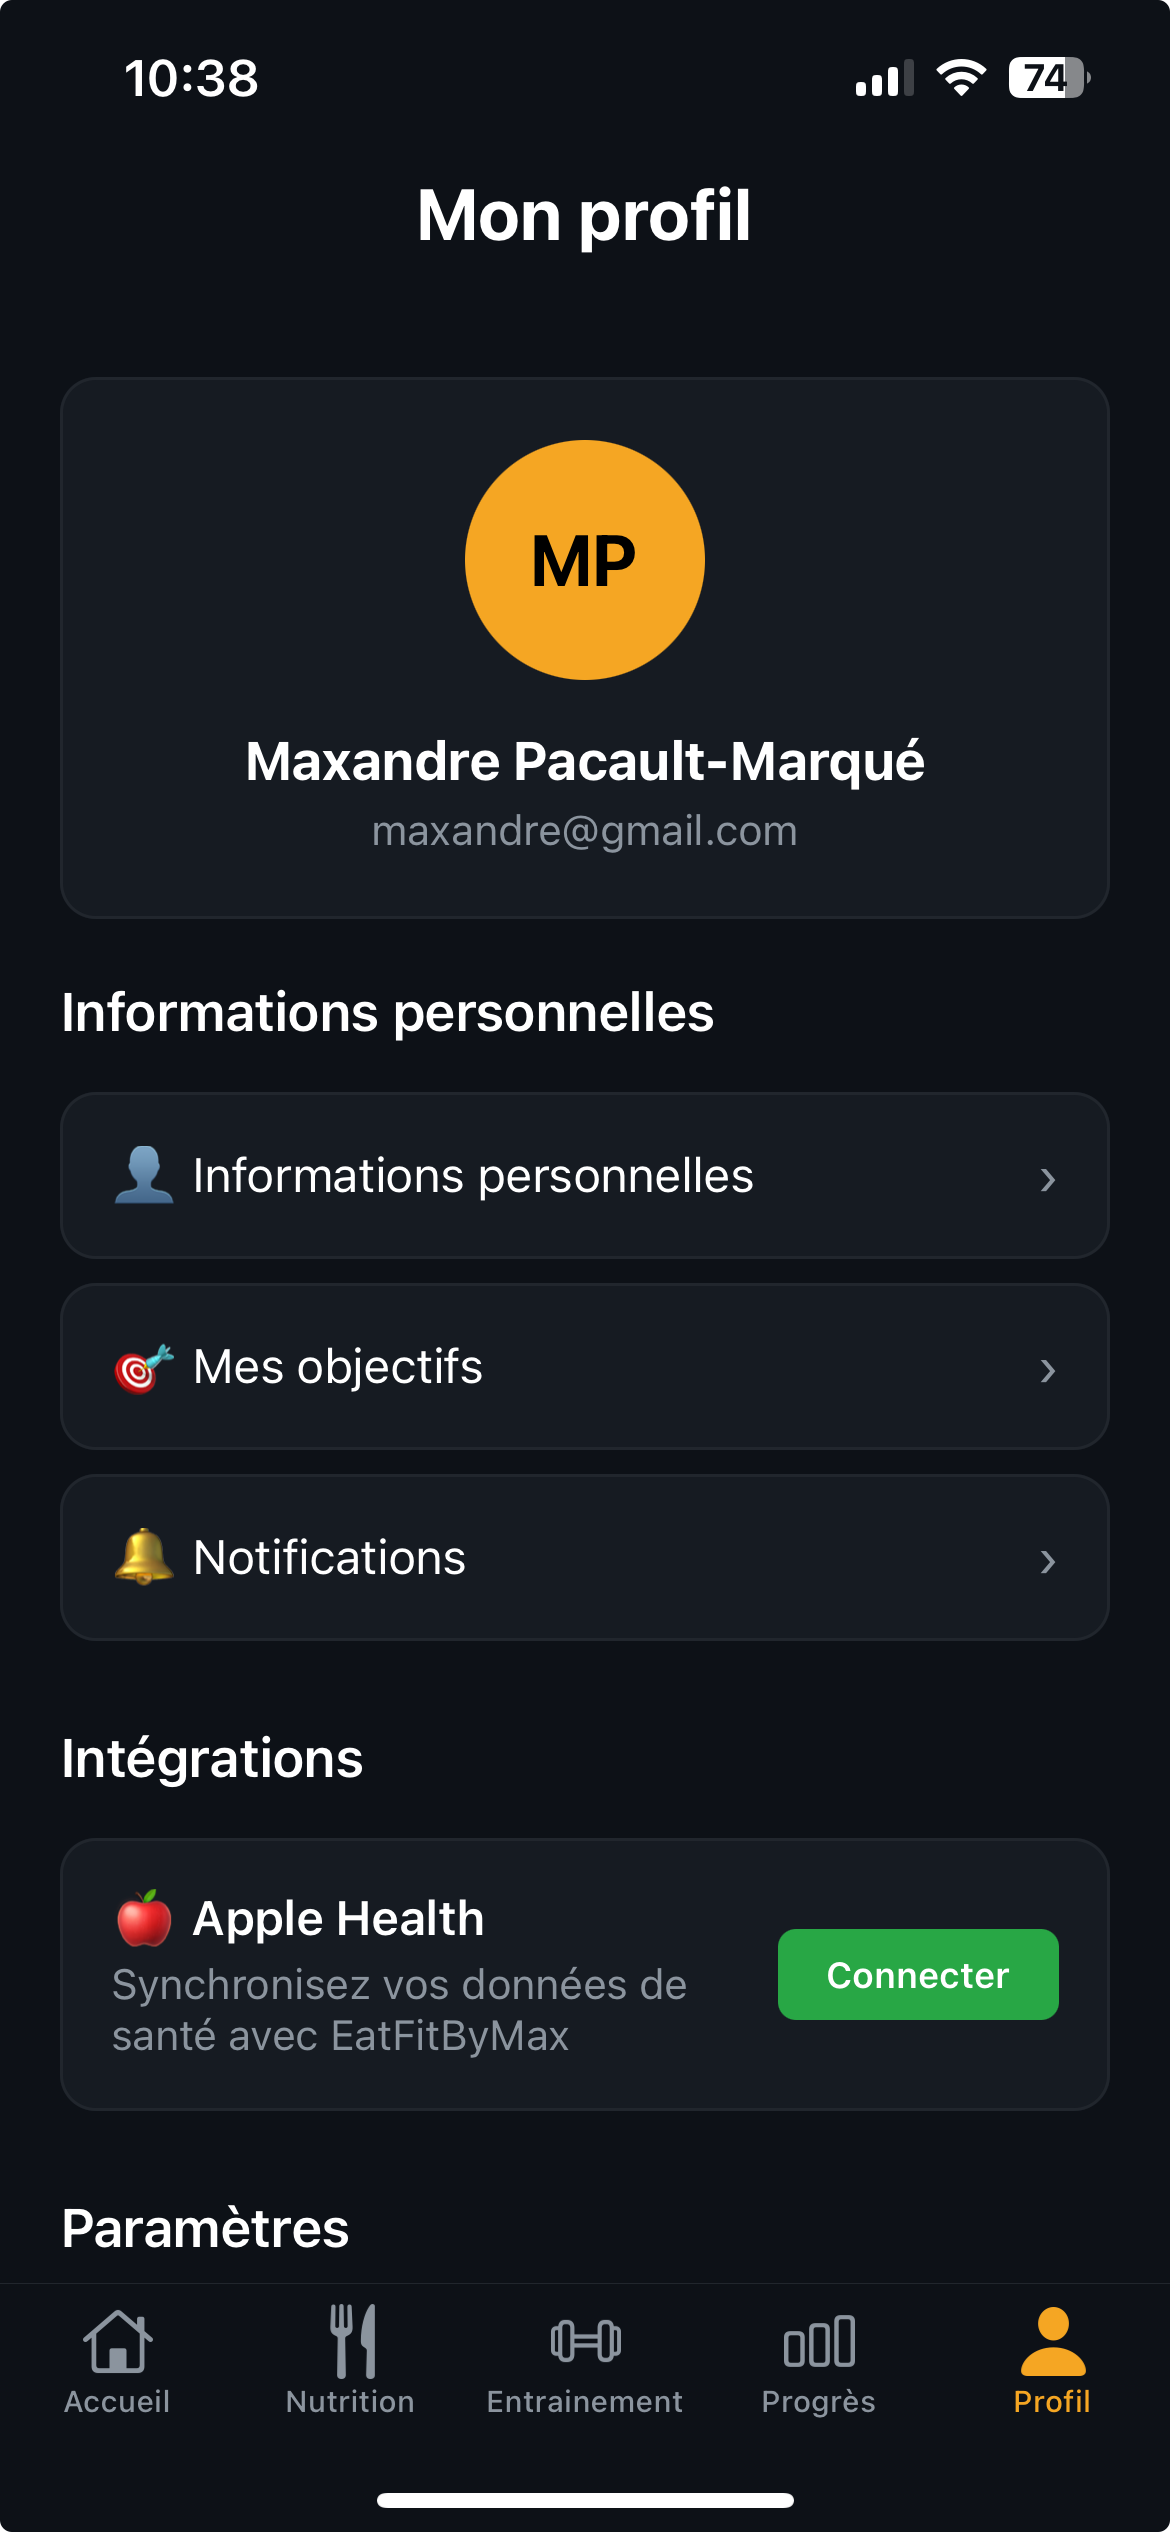 10:38
74
Mon profil
MP
Maxandre Pacault-Marqué
maxandre@gmail.com
Informations personnelles
Informations personnelles
Mes objectifs
Notifications
Intégrations
Apple Health
Synchronisez vos données de
santé avec EatFitByMax
Connecter
Paramètres
Accueil
Nutrition
Entrainement
Progrès
Profil